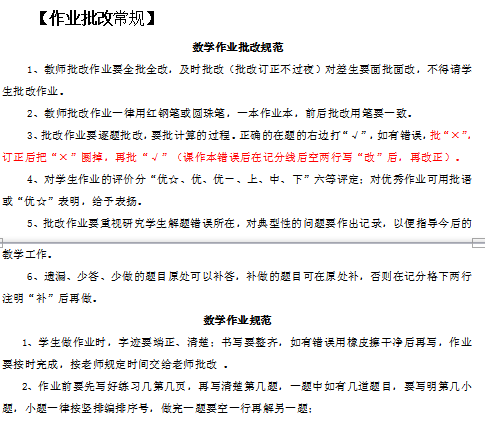 【作业批改常规】
数学作业批改规范
1、教师批改作业要全批全改，及时批改（批改订正不过夜）对差生要面批面改，不得请学
生批改作业。
2、教师批改作业一律用红钢笔或圆珠笔，一本作业本，前后批改用笔要一致。
3、批改作业要逐题批改，要批计算的过程。正确的在题的右边打“√”，如有错误，批“×”，
订正后把“×”圈掉，再批“√”（课作本错误后在记分线后空两行写“改”后，再改正）。
4、对学生作业的评价分“优☆、优、优一、上、中、下”六等评定；对优秀作业可用批语
或“优☆”表明，给予表扬。
5、批改作业要重视研究学生解题错误所在，对典型性的问题要作出记录，以便指导今后的
教学工作。
6、遗漏、少答、少做的题目原处可以补答，补做的题目可在原处补，否则在记分格下两行
注明“补”后再做。
数学作业规范
1、学生做作业时，字迹要端正、清楚；书写要整齐，如有错误用橡皮擦干净后再写，作业
要按时完成，按老师规定时间交给老师批改 。
2、作业前要先写好练习几第几页，再写清楚第几题，一题中如有几道题目，要写明第几小
题，小题一律按竖排编排序号，做完一题要空一行再解另一题；